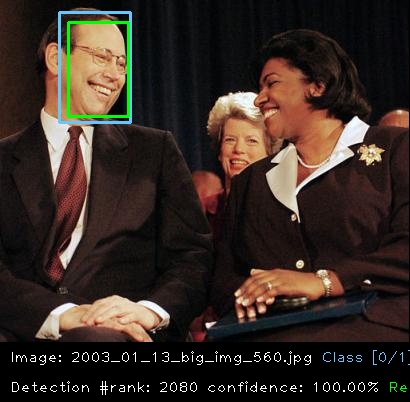 Image: 2003_01_13_big_img_560.jpg Class [0/1]
Detection #rank: 2080 confidence: 100.00% Re